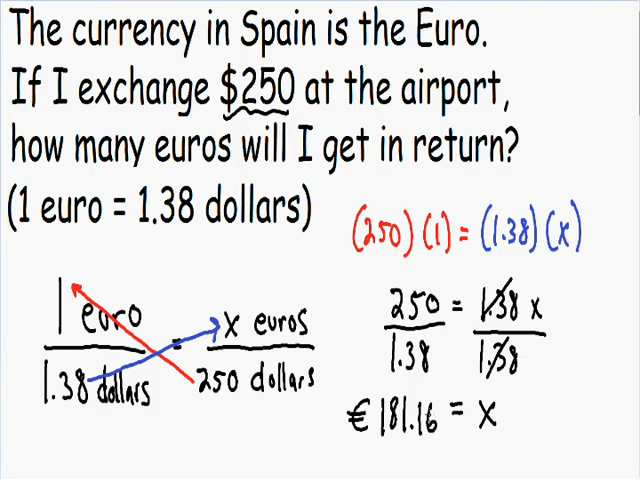 The currency in Spain is the Euro.
If I exchange $250 at the airport,
how many euros will I get in return?
(1 euro = 1.38 dollars)
(250)(1) = (1.38)(x)
1 euro / 1.38 dollars = x euros / 250 dollars
250 / 1.38 = 1.38 x / 1.38
€181.16 = x